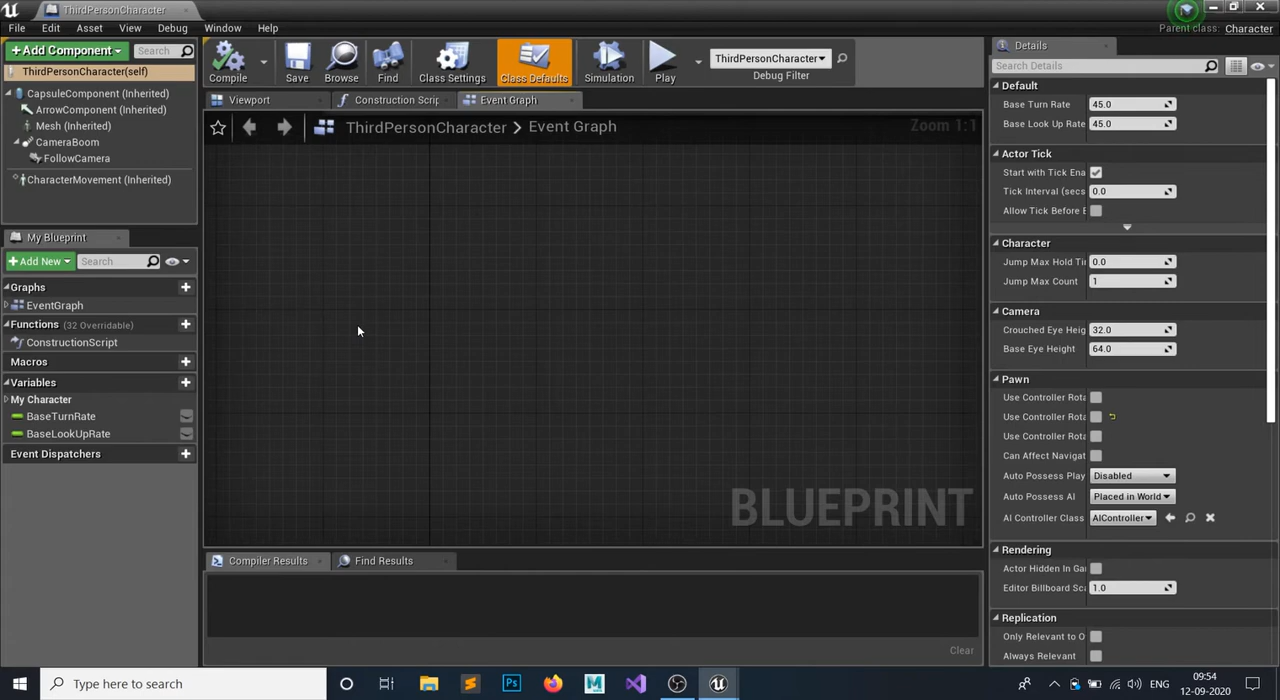 ThirdPersonCharacter
File Edit Asset View Debug Window Help
Parent class: Character
+Add Component
Search
ThirdPersonCharacter(self)
CapsuleComponent (Inherited)
ArrowComponent (Inherited)
Mesh (Inherited)
CameraBoom
FollowCamera
CharacterMovement (Inherited)
My Blueprint
+Add New
Search
Graphs
EventGraph
Functions (32 Overridable)
ConstructionScript
Macros
Variables
My Character
BaseTurnRate
BaseLookUpRate
Event Dispatchers
Compile
Save
Browse
Find
Class Settings
Class Defaults
Simulation
Play
ThirdPersonCharacter
Debug Filter
Viewport
Construction Scrip
Event Graph
ThirdPersonCharacter > Event Graph
Zoom 1:1
BLUEPRINT
Compiler Results
Find Results
Clear
Details
Search Details
Default
Base Turn Rate 45.0
Base Look Up Rate 45.0
Actor Tick
Start with Tick Ena
Tick Interval (secs 0.0
Allow Tick Before B
Character
Jump Max Hold Tin 0.0
Jump Max Count 1
Camera
Crouched Eye Heig 32.0
Base Eye Height 64.0
Pawn
Use Controller Rota
Use Controller Rota
Use Controller Rota
Can Affect Navigat
Auto Possess Play Disabled
Auto Possess AI Placed in World
AI Controller Class AIController
Rendering
Actor Hidden In Ga
Editor Billboard Sca 1.0
Replication
Only Relevant to O
Always Relevant
Type here to search
Ps
M
ENG
09:54
12-09-2020